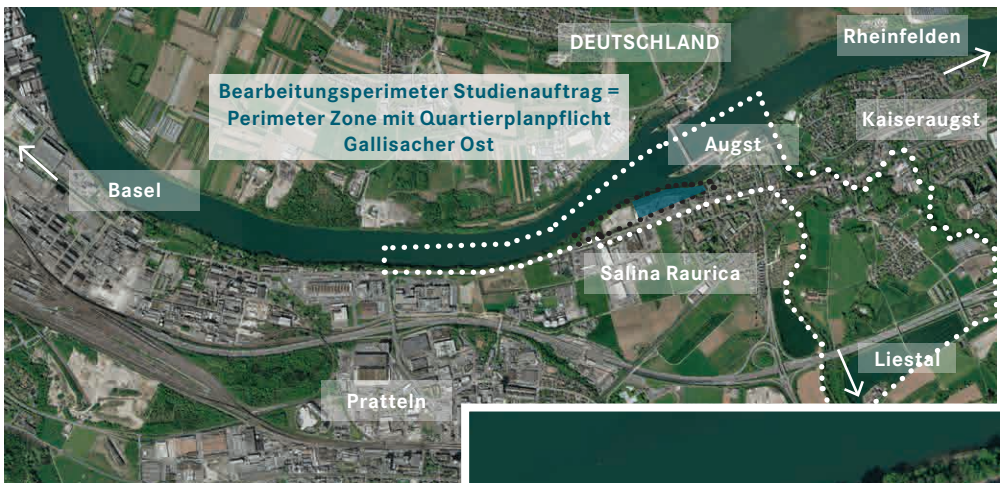 DEUTSCHLAND
Rheinfelden
Bearbeitungsperimeter Studienauftrag =
Perimeter Zone mit Quartierplanpflicht
Gallisacher Ost
Kaiseraugst
Augst
Basel
Salina Raurica
Liestal
Pratteln